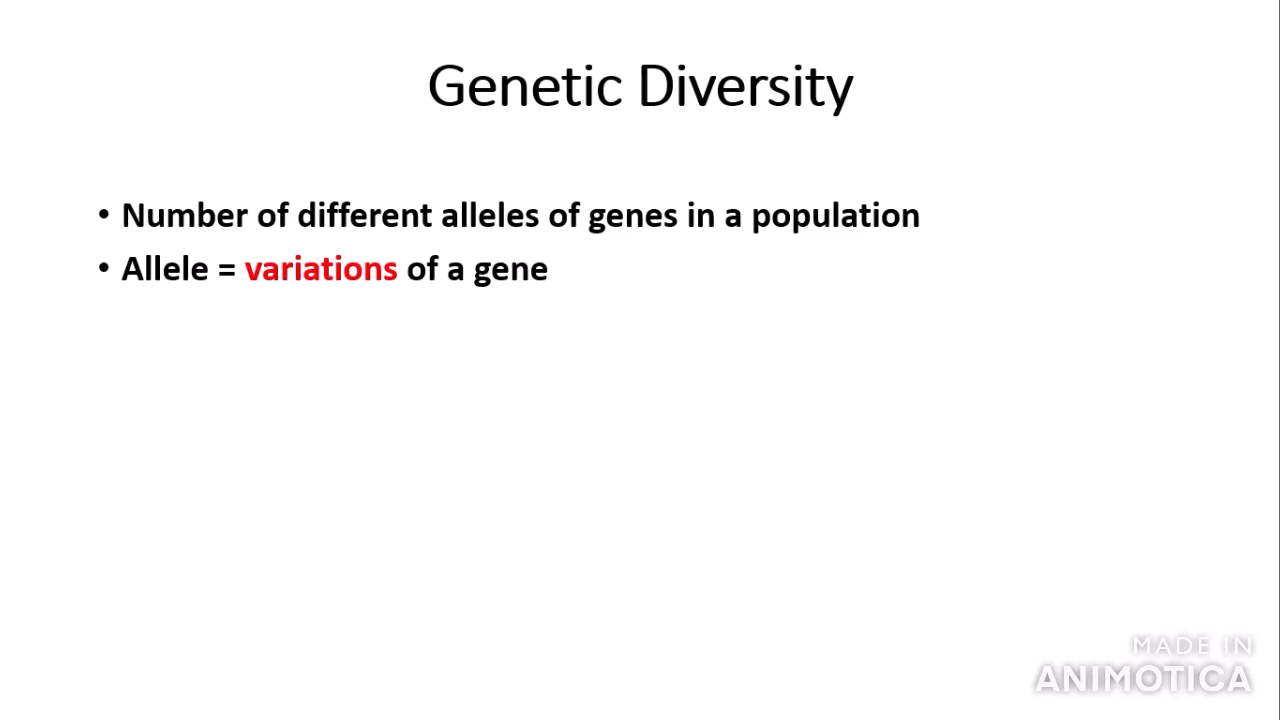 Genetic Diversity
• Number of different alleles of genes in a population
• Allele = variations of a gene
MADE IN
ANIMOTICA